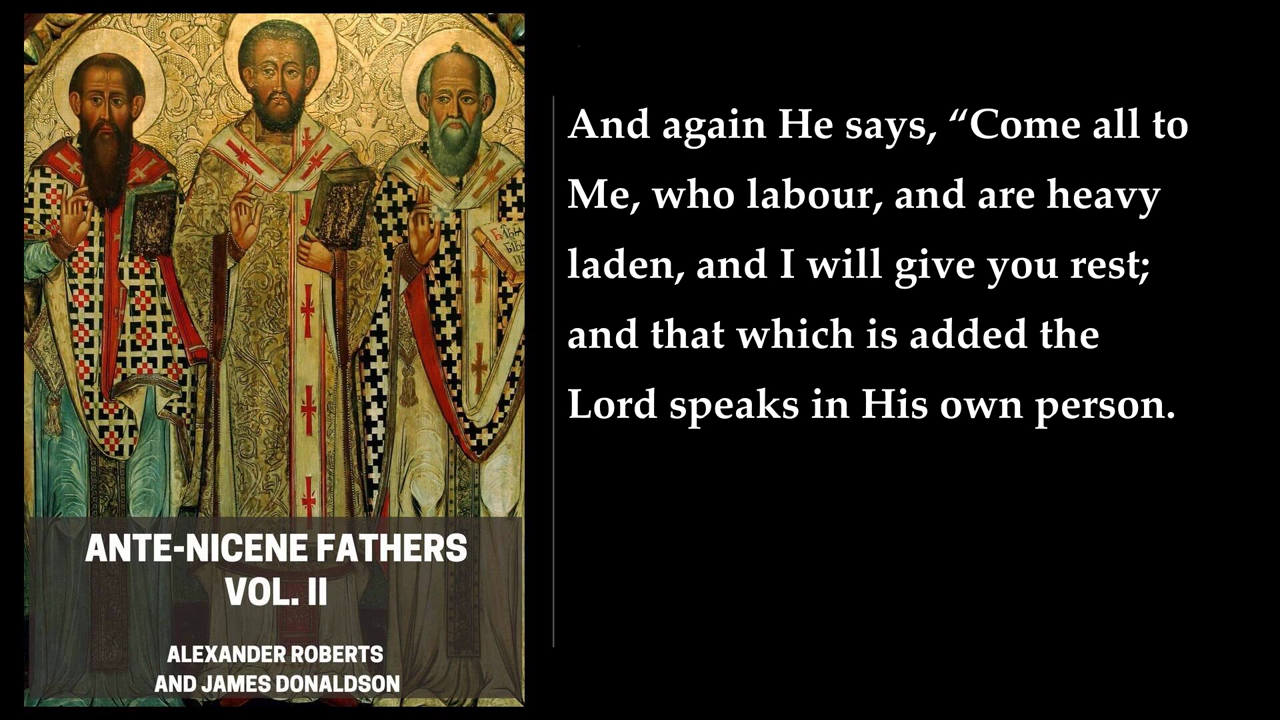 ANTE-NICENE FATHERS
VOL. II
ALEXANDER ROBERTS
AND JAMES DONALDSON
And again He says, “Come all to
Me, who labour, and are heavy
laden, and I will give you rest;
and that which is added the
Lord speaks in His own person.